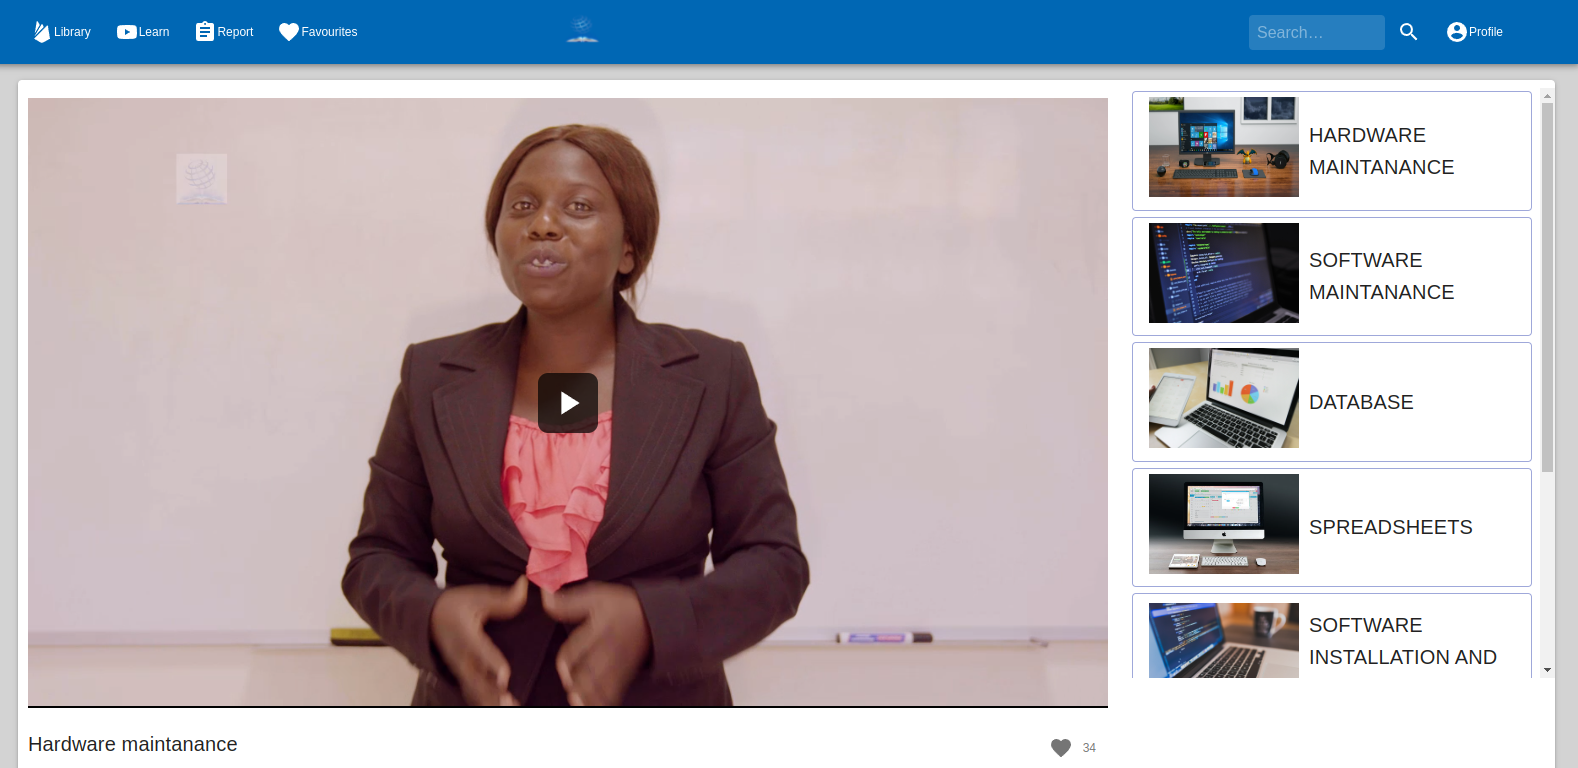 Library
Learn
Report
Favourites
Search...
Profile
HARDWARE
MAINTANANCE
SOFTWARE
MAINTANANCE
DATABASE
SPREADSHEETS
SOFTWARE
INSTALLATION AND
Hardware maintanance
34